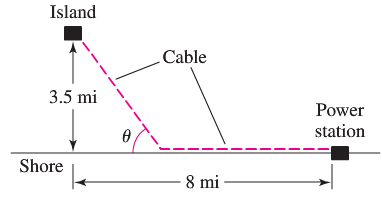 Island
Cable
3.5 mi
Power
station
θ
Shore
8 mi